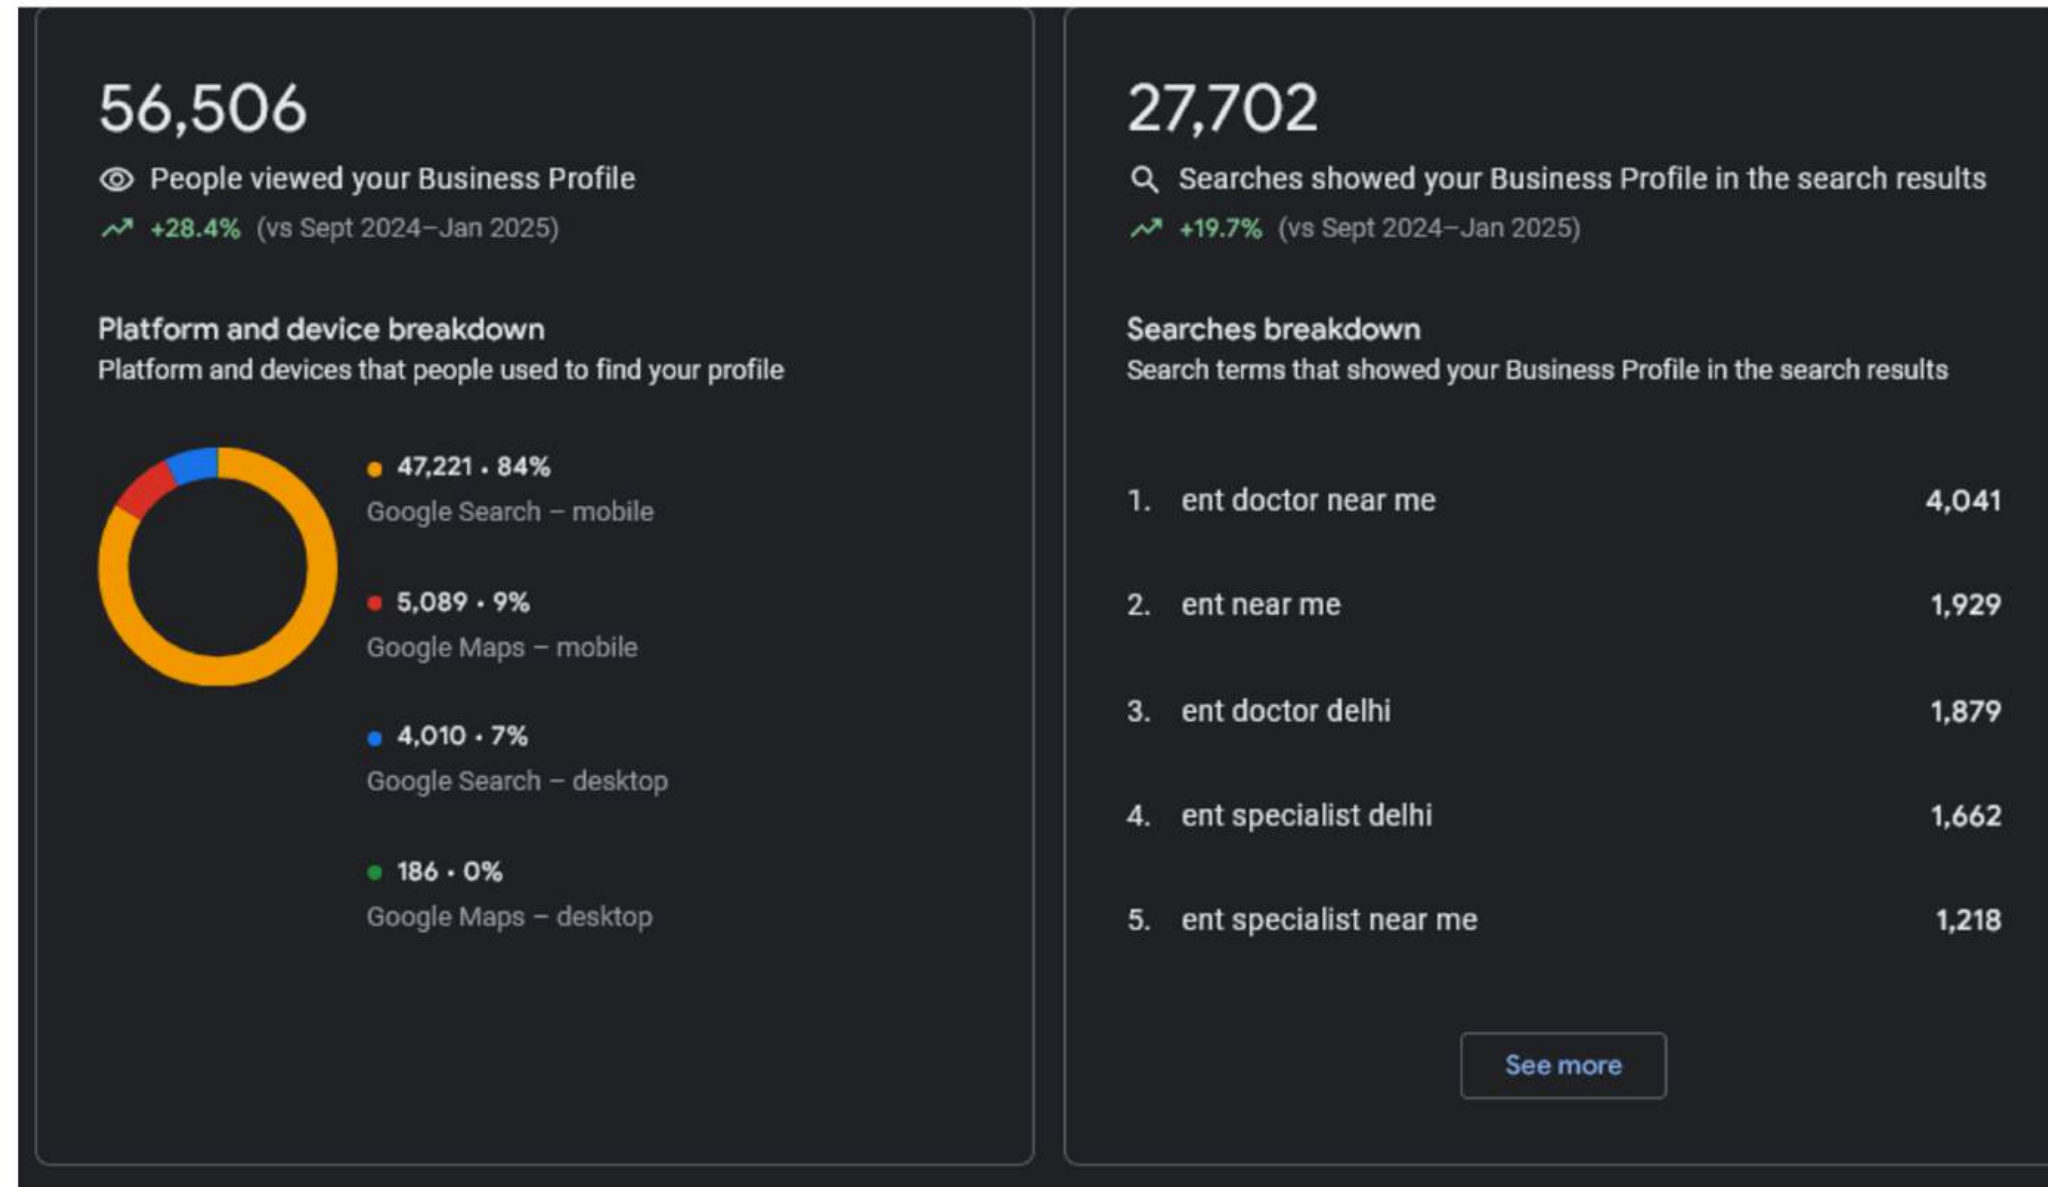 56,506
People viewed your Business Profile
+28.4% (vs Sept 2024–Jan 2025)
Platform and device breakdown
Platform and devices that people used to find your profile
47,221 • 84%
Google Search – mobile
5,089 • 9%
Google Maps – mobile
4,010 • 7%
Google Search – desktop
186 • 0%
Google Maps – desktop
27,702
Searches showed your Business Profile in the search results
+19.7% (vs Sept 2024–Jan 2025)
Searches breakdown
Search terms that showed your Business Profile in the search results
1. ent doctor near me 4,041
2. ent near me 1,929
3. ent doctor delhi 1,879
4. ent specialist delhi 1,662
5. ent specialist near me 1,218
See more